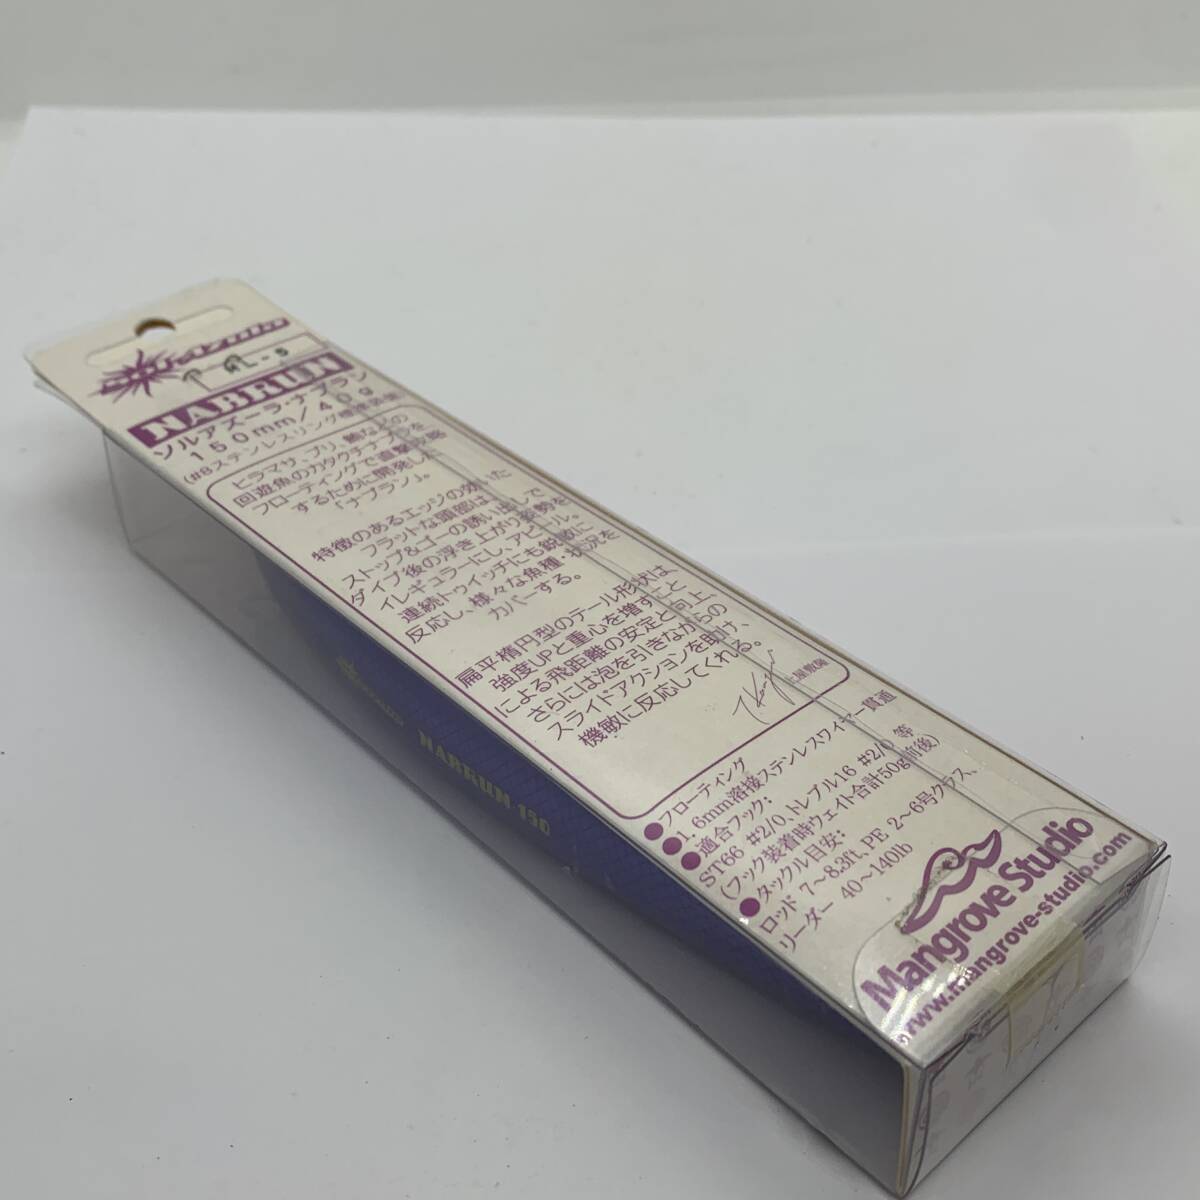 NABRUN
ソルアズーラ・ナブラン
150mm/40g
(#8ステンレスリング標準装備)
ヒラマサ、ブリ、鮪などの
回遊魚のカタクチナブラを
フローティングで直撃攻略
するために開発した
「ナブラン」。
特徴のあるエッジの効いた
フラットな頭部は
ストップ&ゴーの誘い出しで
ダイブ後の浮き上がり姿勢を
イレギュラーにし、アピール。
連続トゥイッチにも鋭敏に
反応し、様々な魚種・状況を
カバーする。
扁平楕円型のテール形状は
強度UPと重心を増すこと
による飛距離の安定と向上、
さらには泡を引きながらの
スライドアクションを助け、
機敏に反応してくれる。
●フローティング
●1.6mm溶接ステンレスワイヤー貫通
●適合フック:
ST66 #2/0、トレブル16 #2/0 等
(フック装着時ウェイト合計50g前後)
●タックル目安:
ロッド 7〜8.3ft、PE 2〜6号クラス、
リーダー 40〜140lb
Mangrove Studio
www.mangrove-studio.com
NABRUN 150